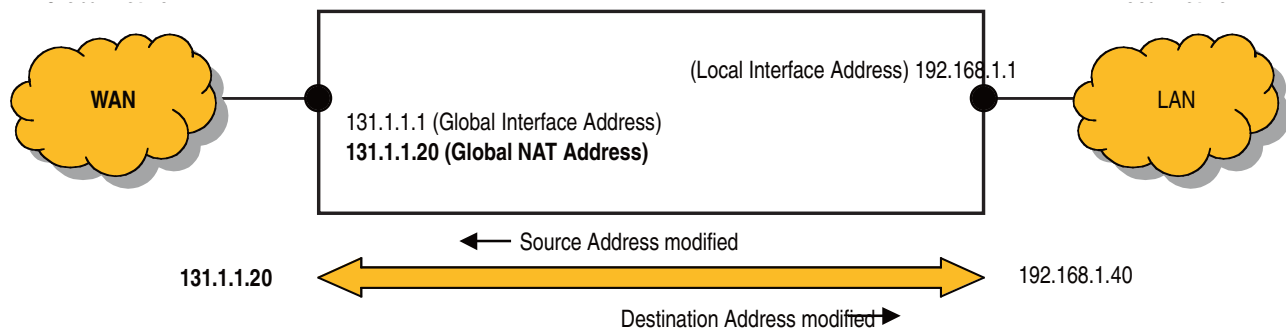 WAN
(Local Interface Address) 192.168.1.1
LAN
131.1.1.1 (Global Interface Address)
131.1.1.20 (Global NAT Address)
Source Address modified
131.1.1.20
192.168.1.40
Destination Address modified